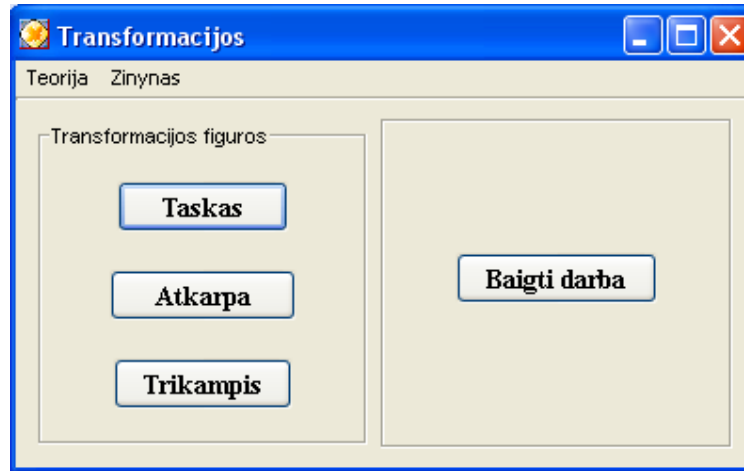 Transformacijos
Teorija Zinynas
Transformacijos figuros
Taskas
Atkarpa
Trikampis
Baigti darba